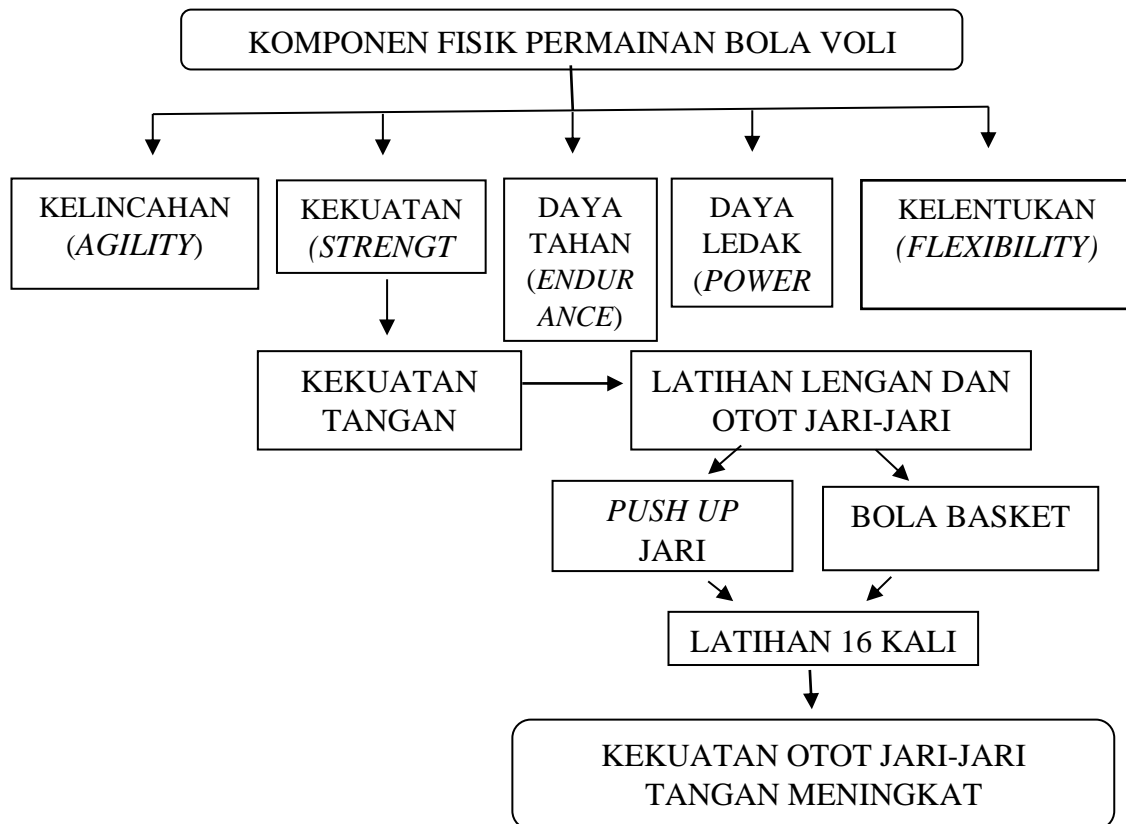 KOMPONEN FISIK PERMAINAN BOLA VOLI
KELINCAHAN
(AGILITY)
KEKUATAN
(STRENGT
DAYA
TAHAN
(ENDUR
ANCE)
DAYA
LEDAK
(POWER
KELENTUKAN
(FLEXIBILITY)
KEKUATAN
TANGAN
LATIHAN LENGAN DAN
OTOT JARI-JARI
PUSH UP
JARI
BOLA BASKET
LATIHAN 16 KALI
KEKUATAN OTOT JARI-JARI
TANGAN MENINGKAT